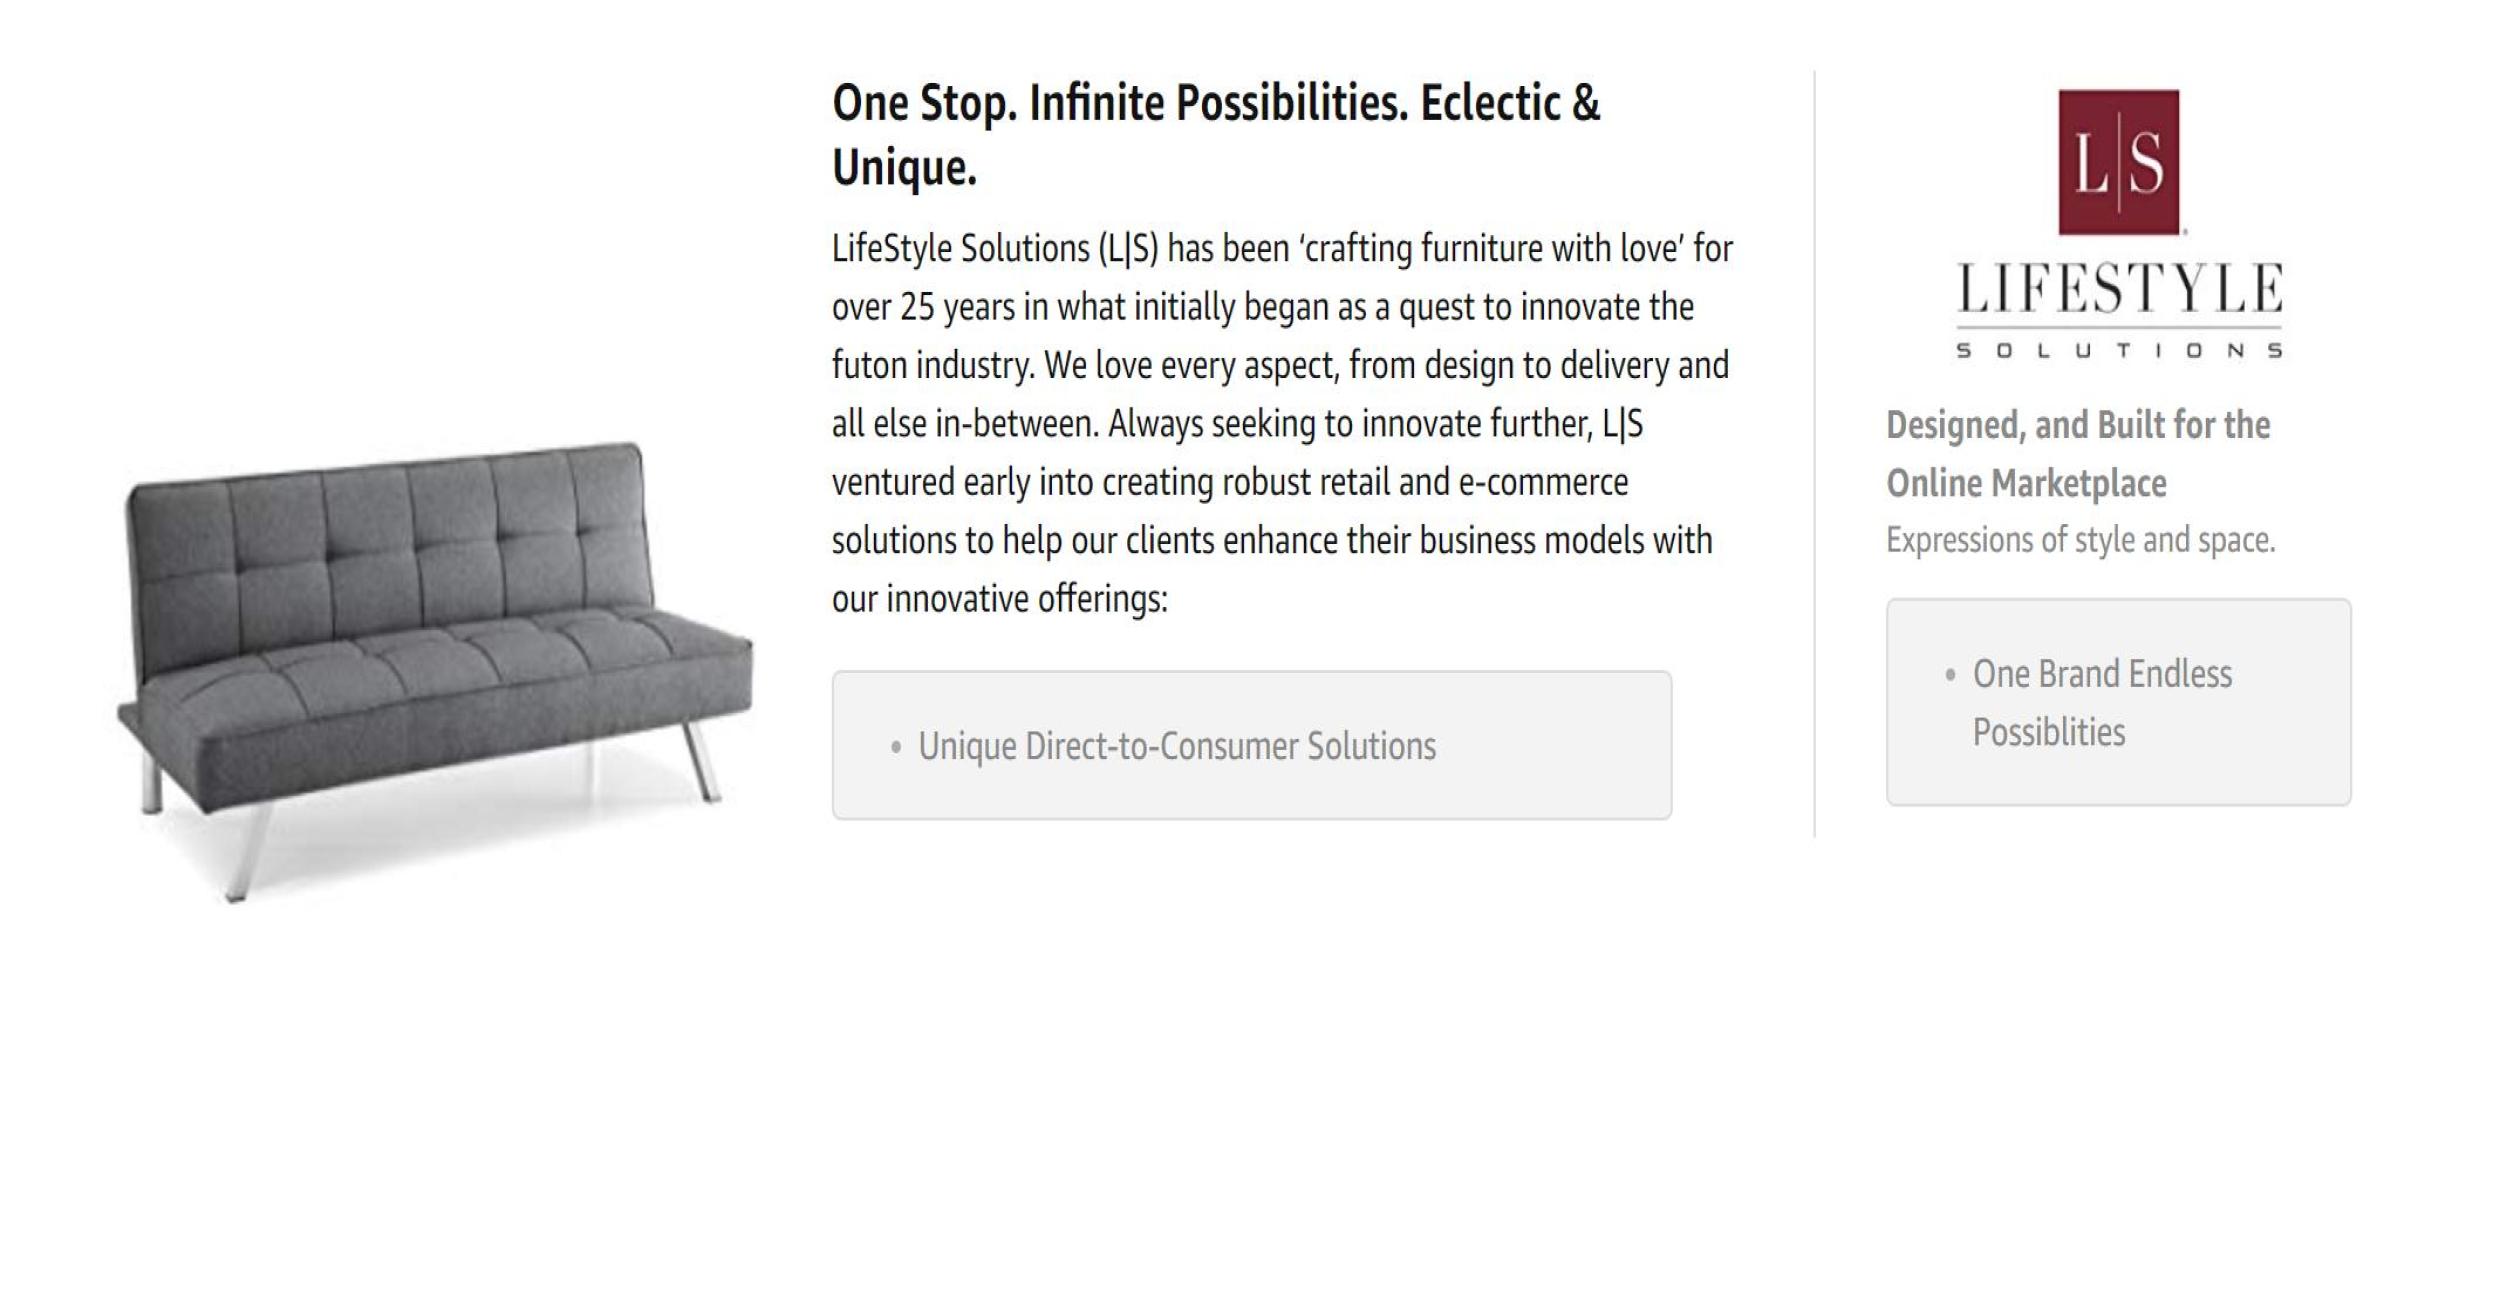 One Stop. Infinite Possibilities. Eclectic &
Unique.
LifeStyle Solutions (L|S) has been ‘crafting furniture with love’ for
over 25 years in what initially began as a quest to innovate the
futon industry. We love every aspect, from design to delivery and
all else in-between. Always seeking to innovate further, L|S
ventured early into creating robust retail and e-commerce
solutions to help our clients enhance their business models with
our innovative offerings:
• Unique Direct-to-Consumer Solutions
L|S
LIFESTYLE
SOLUTIONS
Designed, and Built for the
Online Marketplace
Expressions of style and space.
• One Brand Endless
Possiblities